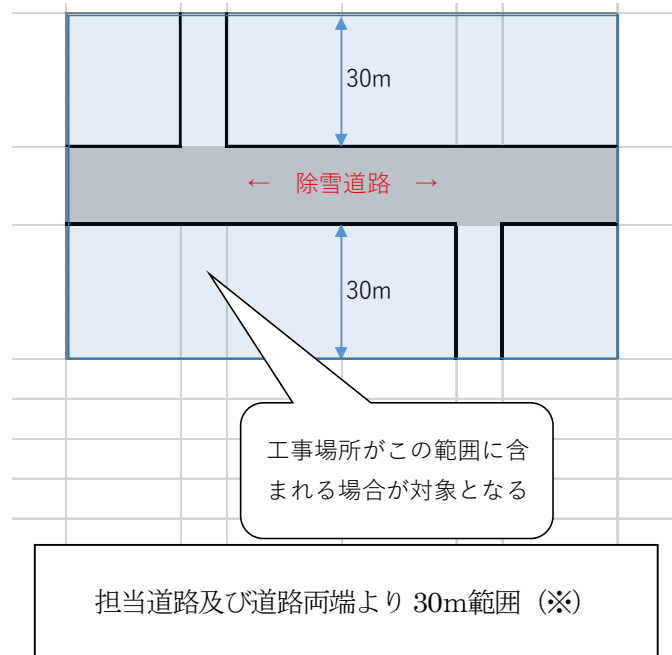 30m
← 除雪道路 →
30m
工事場所がこの範囲に含
まれる場合が対象となる
担当道路及び道路両端より 30m範囲（※）